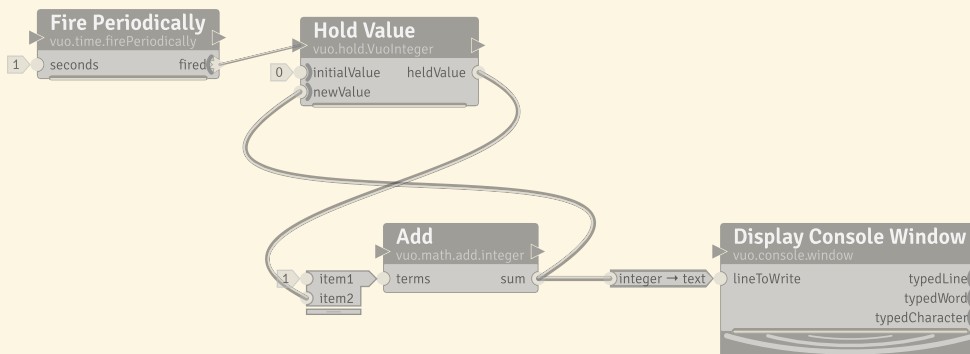 Fire Periodically
vuo.time.firePeriodically
1 seconds fired
Hold Value
vuo.hold.VuoInteger
0 initialValue heldValue
newValue
Add
vuo.math.add.integer
1 item1 terms sum
item2
integer → text
Display Console Window
vuo.console.window
lineToWrite typedLine
typedWord
typedCharacter